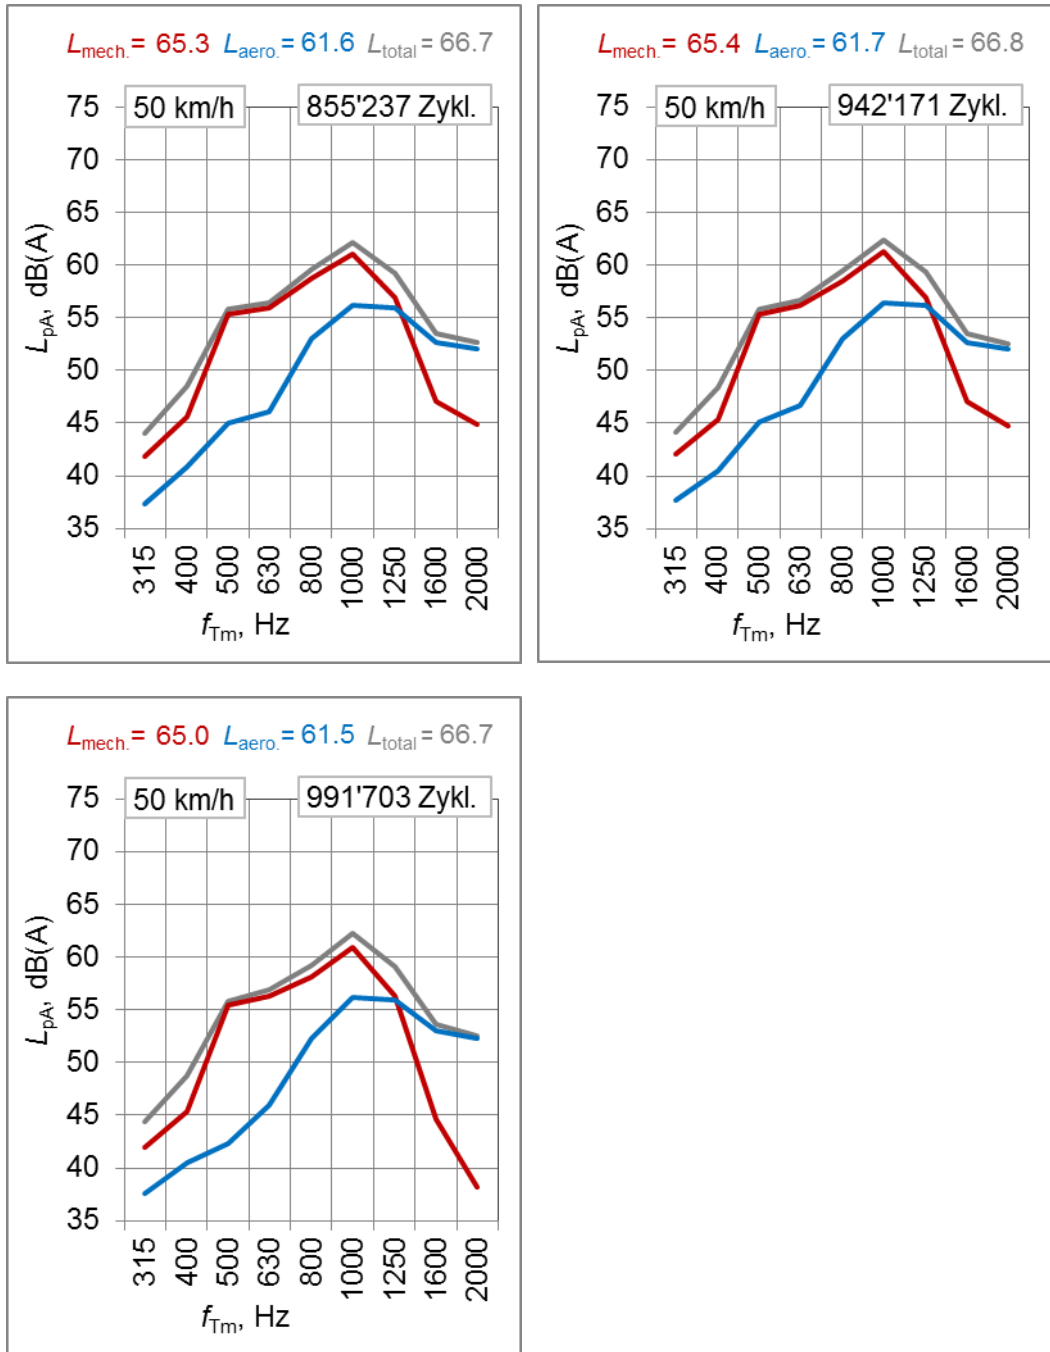 Lmech. = 65.3 Laero. = 61.6 Ltotal = 66.7
50 km/h 855'237 Zykl.
75
70
65
60
55
50
45
40
35
LpA, dB(A)
315 400 500 630 800 1000 1250 1600 2000
fTm, Hz
Lmech. = 65.4 Laero. = 61.7 Ltotal = 66.8
50 km/h 942'171 Zykl.
75
70
65
60
55
50
45
40
35
LpA, dB(A)
315 400 500 630 800 1000 1250 1600 2000
fTm, Hz
Lmech. = 65.0 Laero. = 61.5 Ltotal = 66.7
50 km/h 991'703 Zykl.
75
70
65
60
55
50
45
40
35
LpA, dB(A)
315 400 500 630 800 1000 1250 1600 2000
fTm, Hz